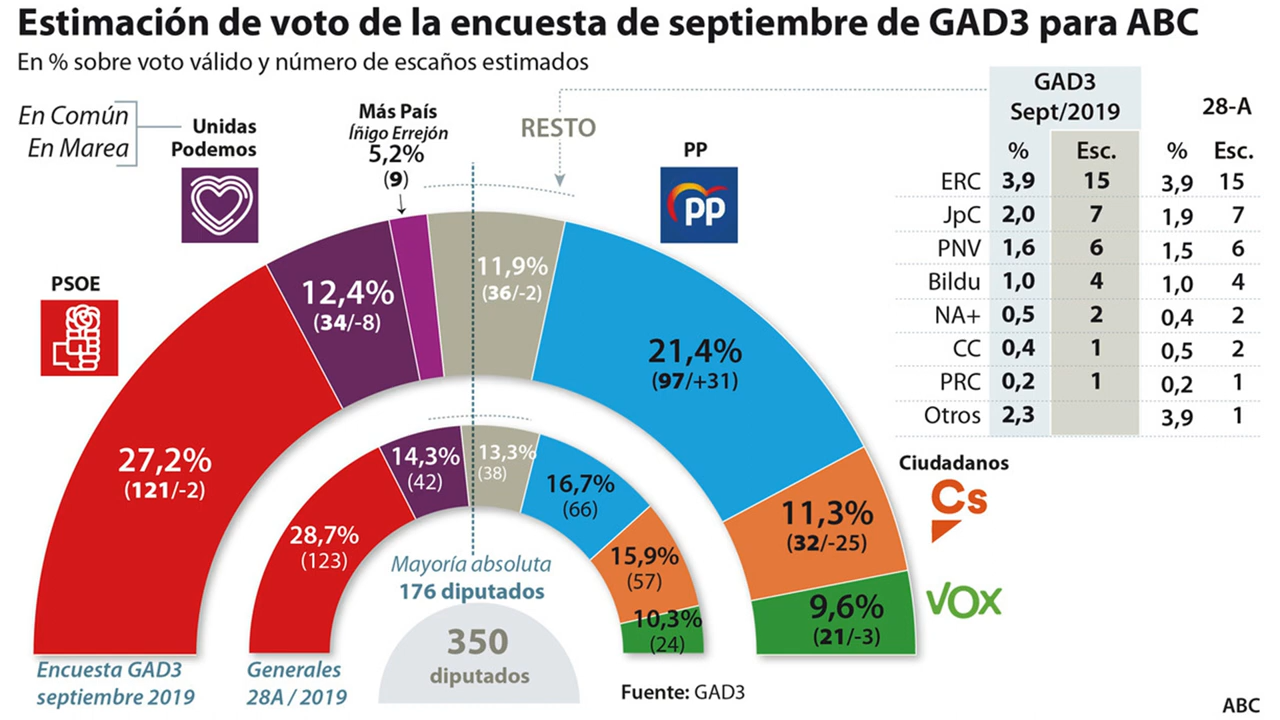 Estimación de voto de la encuesta de septiembre de GAD3 para ABC
En % sobre voto válido y número de escaños estimados
En Común
En Marea
Unidas
Podemos
Más País
Íñigo Errejón
5,2%
(9)
RESTO
PP
pp
PSOE
12,4%
(34/-8)
11,9%
(36/-2)
21,4%
(97/+31)
27,2%
(121/-2)
11,3%
(32/-25)
9,6%
(21/-3)
14,3%
(42)
13,3%
(38)
16,7%
(66)
28,7%
(123)
15,9%
(57)
10,3%
(24)
Mayoría absoluta
176 diputados
350
diputados
Encuesta GAD3
septiembre 2019
Generales
28A / 2019
Fuente: GAD3
GAD3
Sept/2019
28-A
% Esc. % Esc.
ERC 3,9 15 3,9 15
JpC 2,0 7 1,9 7
PNV 1,6 6 1,5 6
Bildu 1,0 4 1,0 4
NA+ 0,5 2 0,4 2
CC 0,4 1 0,5 2
PRC 0,2 1 0,2 1
Otros 2,3 3,9 1
Ciudadanos
Cs
VOX
ABC